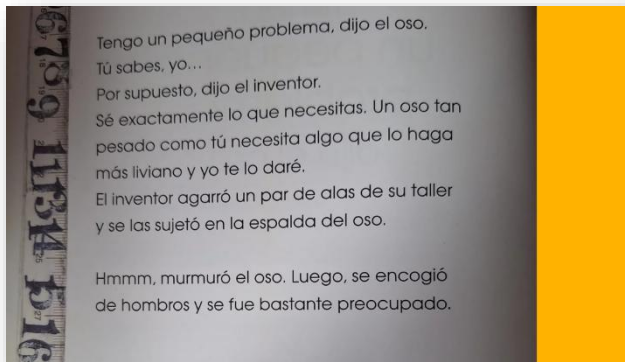 Tengo un pequeño problema, dijo el oso.
Tú sabes, yo...
Por supuesto, dijo el inventor.
Sé exactamente lo que necesitas. Un oso tan
pesado como tú necesita algo que lo haga
más liviano y yo te lo daré.
El inventor agarró un par de alas de su taller
y se las sujetó en la espalda del oso.
Hmmm, murmuró el oso. Luego, se encogió
de hombros y se fue bastante preocupado.